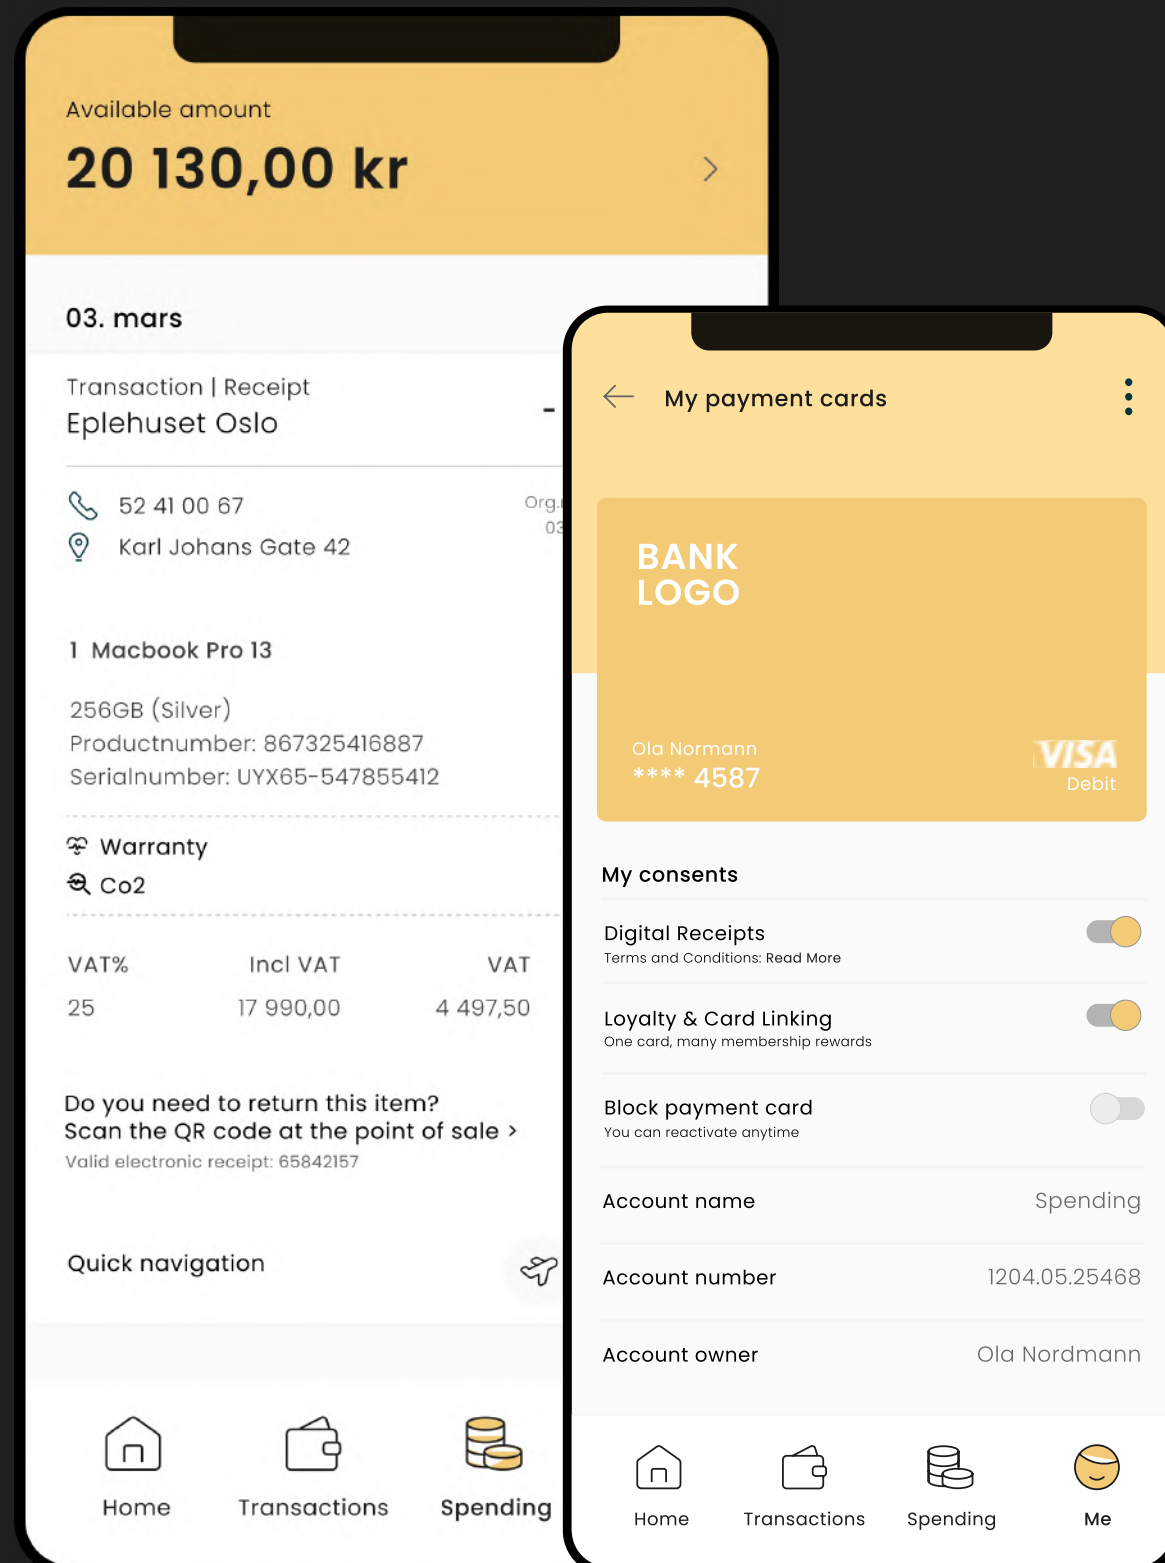 Available amount
20 130,00 kr
03. mars
Transaction | Receipt
Eplehuset Oslo
-
52 41 00 67
Karl Johans Gate 42
1 Macbook Pro 13
256GB (Silver)
Productnumber: 867325416887
Serialnumber: UYX65-547855412
Warranty
Co2
VAT% Incl VAT VAT
25 17 990,00 4 497,50
Do you need to return this item?
Scan the QR code at the point of sale >
Valid electronic receipt: 65842157
Quick navigation
Home Transactions Spending
My payment cards
BANK
LOGO
Ola Normann
**** 4587
VISA
Debit
My consents
Digital Receipts
Terms and Conditions: Read More
Loyalty & Card Linking
One card, many membership rewards
Block payment card
You can reactivate anytime
Account name Spending
Account number 1204.05.25468
Account owner Ola Nordmann
Home Transactions Spending Me